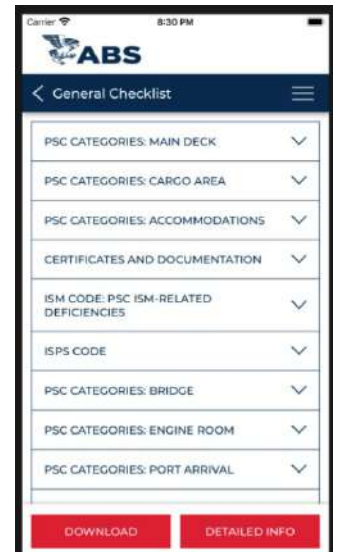 Carrier 8:30 PM
ABS
General Checklist
PSC CATEGORIES: MAIN DECK
PSC CATEGORIES: CARGO AREA
PSC CATEGORIES: ACCOMMODATIONS
CERTIFICATES AND DOCUMENTATION
ISM CODE: PSC ISM-RELATED
DEFICIENCIES
ISPS CODE
PSC CATEGORIES: BRIDGE
PSC CATEGORIES: ENGINE ROOM
PSC CATEGORIES: PORT ARRIVAL
DOWNLOAD
DETAILED INFO